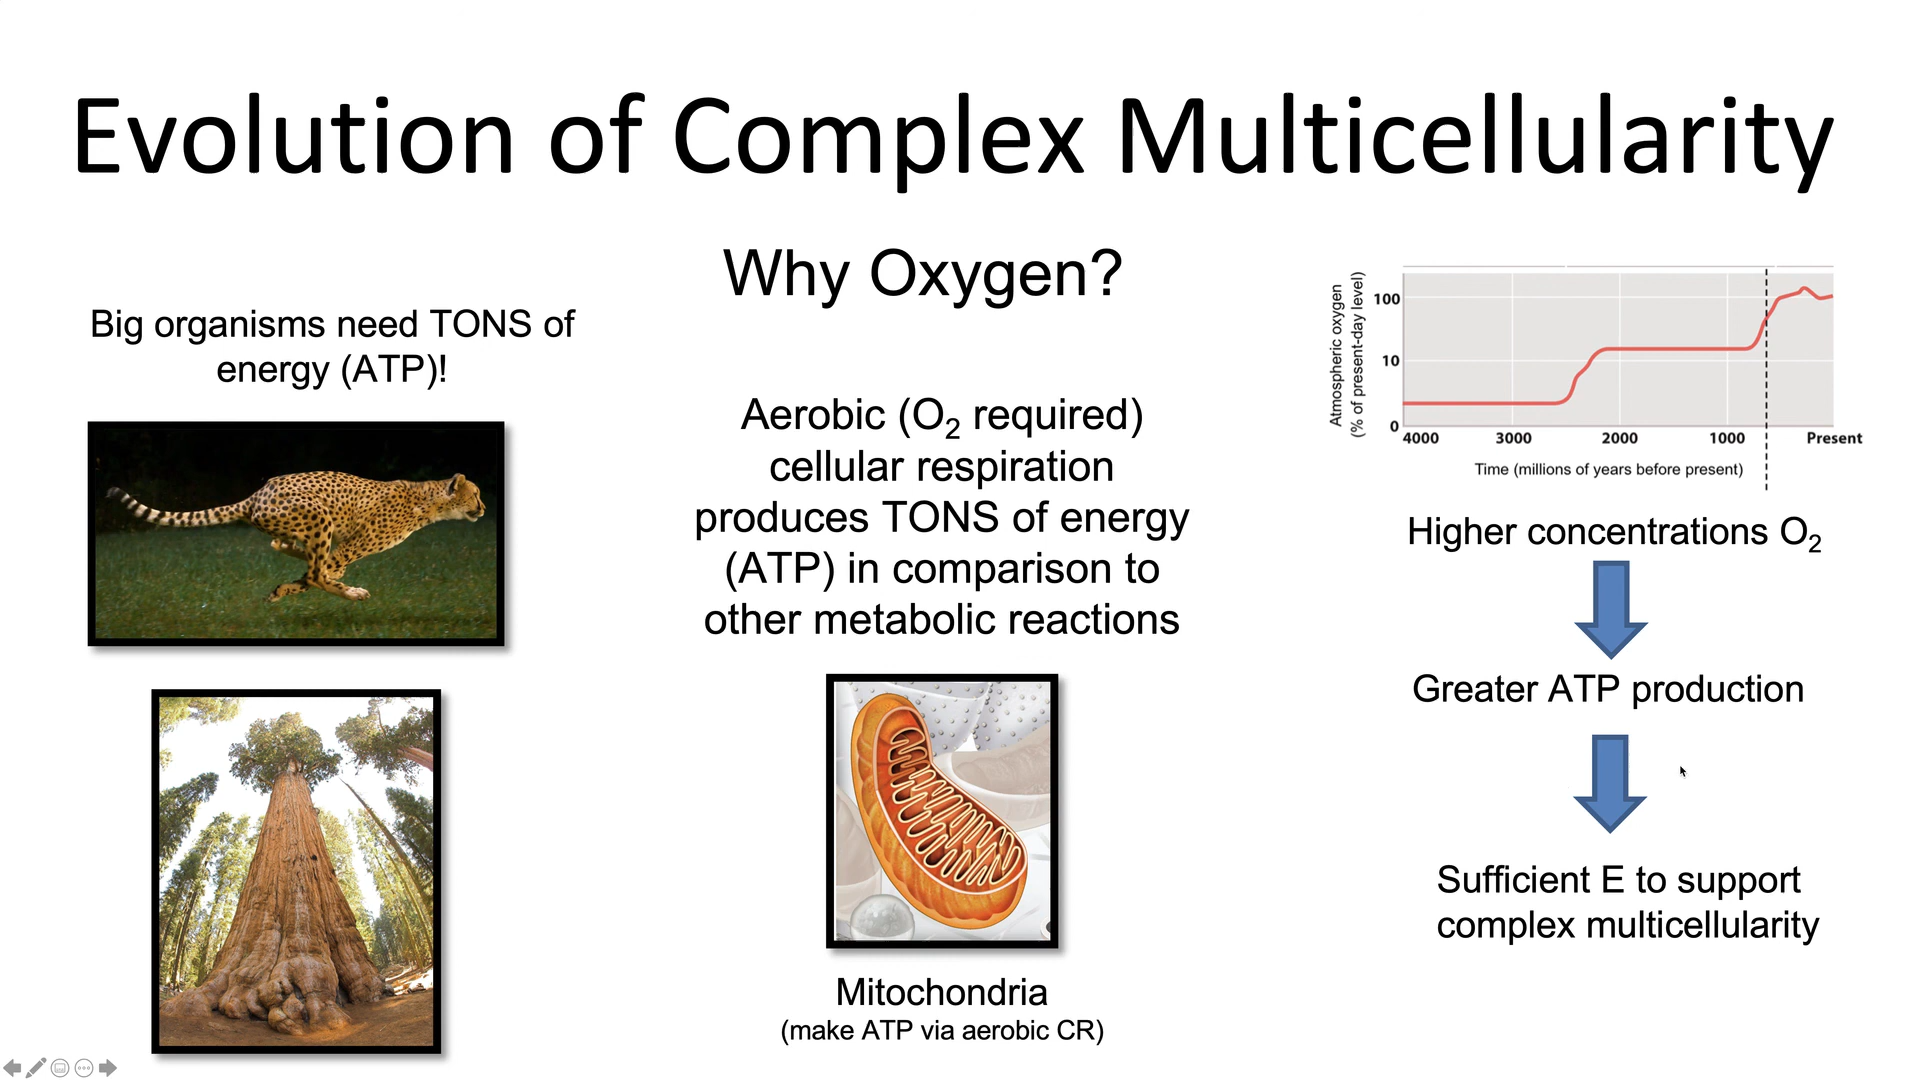 Evolution of Complex Multicellularity
Why Oxygen?
Big organisms need TONS of
energy (ATP)!
Aerobic (O₂ required)
cellular respiration
produces TONS of energy
(ATP) in comparison to
other metabolic reactions
Mitochondria
(make ATP via aerobic CR)
Atmospheric oxygen
(% of present-day level)
100
10
0
4000 3000 2000 1000 Present
Time (millions of years before present)
Higher concentrations O₂
Greater ATP production
Sufficient E to support
complex multicellularity